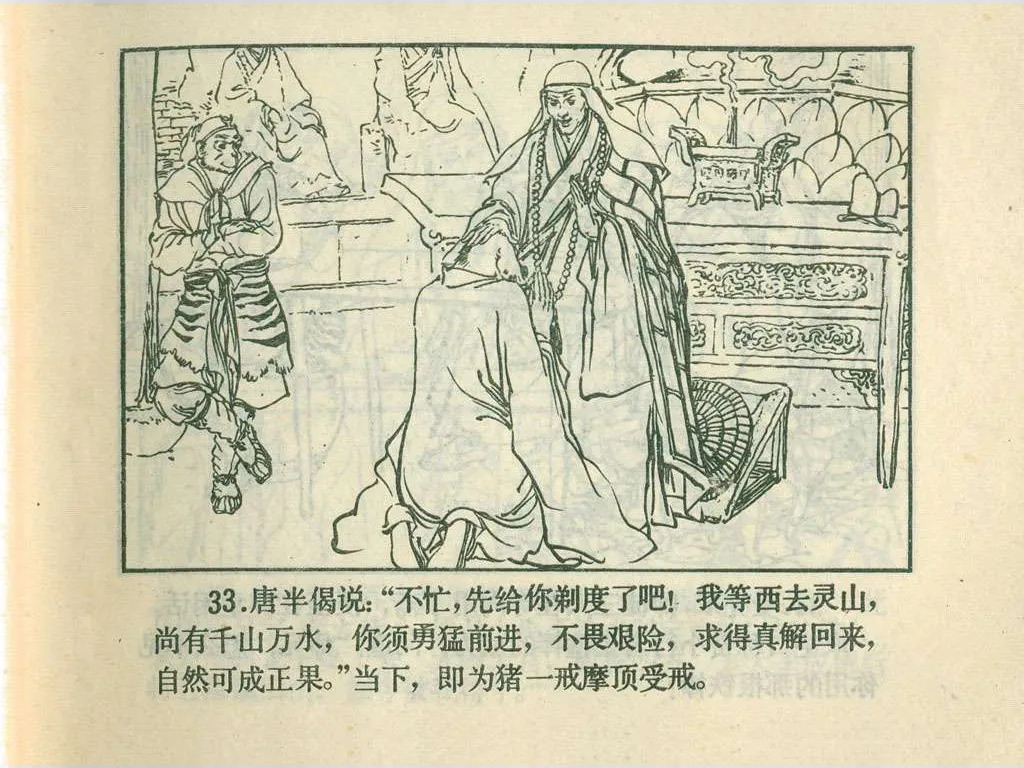 33.唐半偈说：“不忙，先给你剃度了吧！我等西去灵山，
尚有千山万水，你须勇猛前进，不畏艰险，求得真解回来，
自然可成正果。”当下，即为猪一戒摩顶受戒。